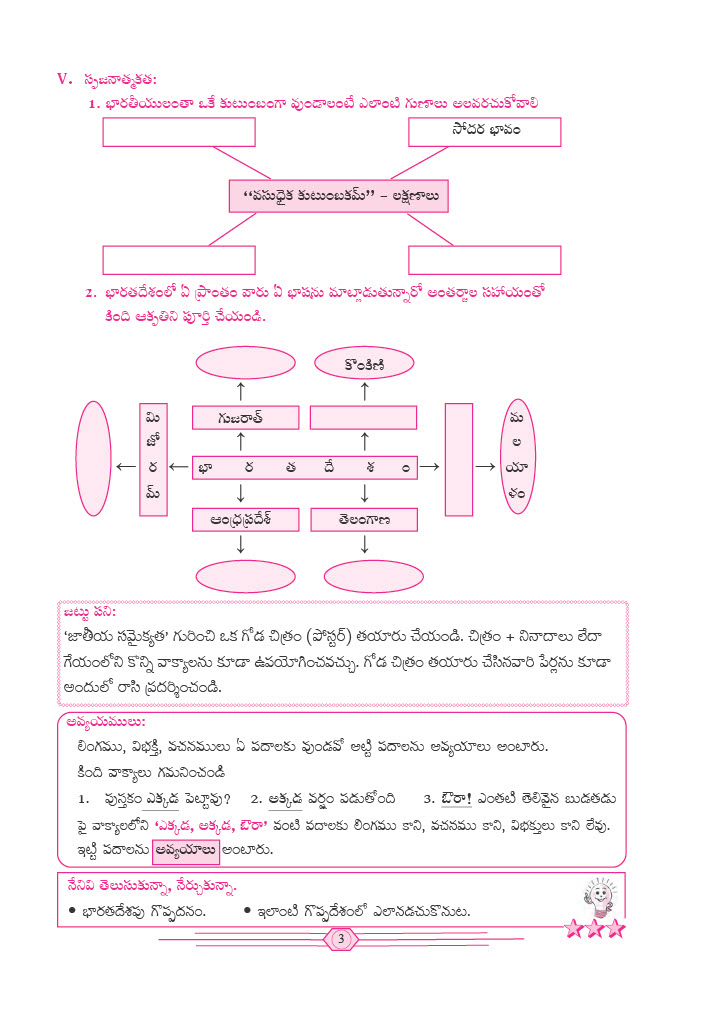 V. సృజనాత్మకత:
1. భారతీయులంతా ఒకే కుటుంబంగా వుండాలంటే ఎలాంటి గుణాలు అలవరచుకోవాలి
సోదర భావం
“వసుధైక కుటుంబకమ్” – లక్షణాలు
2. భారతదేశంలో ఏ ప్రాంతం వారు ఏ భాషను మాట్లాడుతున్నారో అంతర్జాల సహాయంతో
కింది ఆకృతిని పూర్తి చేయండి.
కొంకిణి
గుజరాత్
మిజోరమ్
భారతదేశం
మలయాళం
ఆంధ్రప్రదేశ్
తెలంగాణ
జట్టు పని:
‘జాతీయ సమైక్యత’ గురించి ఒక గోడ చిత్రం (పోస్టర్) తయారు చేయండి. చిత్రం + నినాదాలు లేదా
గేయంలోని కొన్ని వాక్యాలను కూడా ఉపయోగించవచ్చు. గోడ చిత్రం తయారు చేసినవారి పేర్లను కూడా
అందులో రాసి ప్రదర్శించండి.
అవ్యయములు:
లింగము, విభక్తి, వచనములు ఏ పదాలకు వుండవో అట్టి పదాలను అవ్యయాలు అంటారు.
కింది వాక్యాలు గమనించండి
1. పుస్తకం ఎక్కడ పెట్టావు? 2. అక్కడ వర్షం పడుతోంది 3. ఔరా! ఎంతటి తెలివైన బుడతడు
పై వాక్యాలలోని ‘ఎక్కడ, అక్కడ, ఔరా’ వంటి పదాలకు లింగము కాని, వచనము కాని, విభక్తులు కాని లేవు.
ఇట్టి పదాలను అవ్యయాలు అంటారు.
నేనివి తెలుసుకున్నా, నేర్చుకున్నా.
• భారతదేశపు గొప్పదనం. • ఇలాంటి గొప్పదేశంలో ఎలానడచుకొనుట.
3